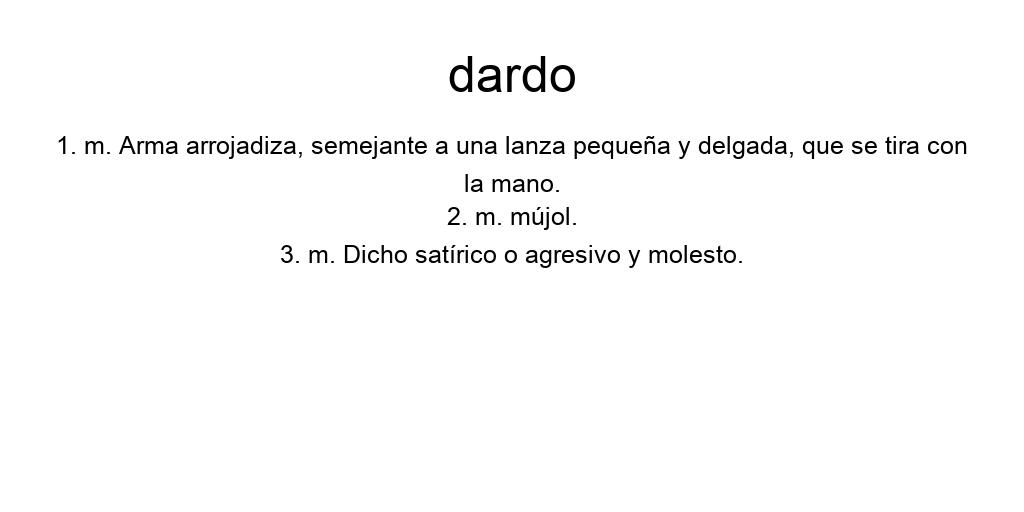 dardo
1. m. Arma arrojadiza, semejante a una lanza pequeña y delgada, que se tira con
la mano.
2. m. mújol.
3. m. Dicho satírico o agresivo y molesto.